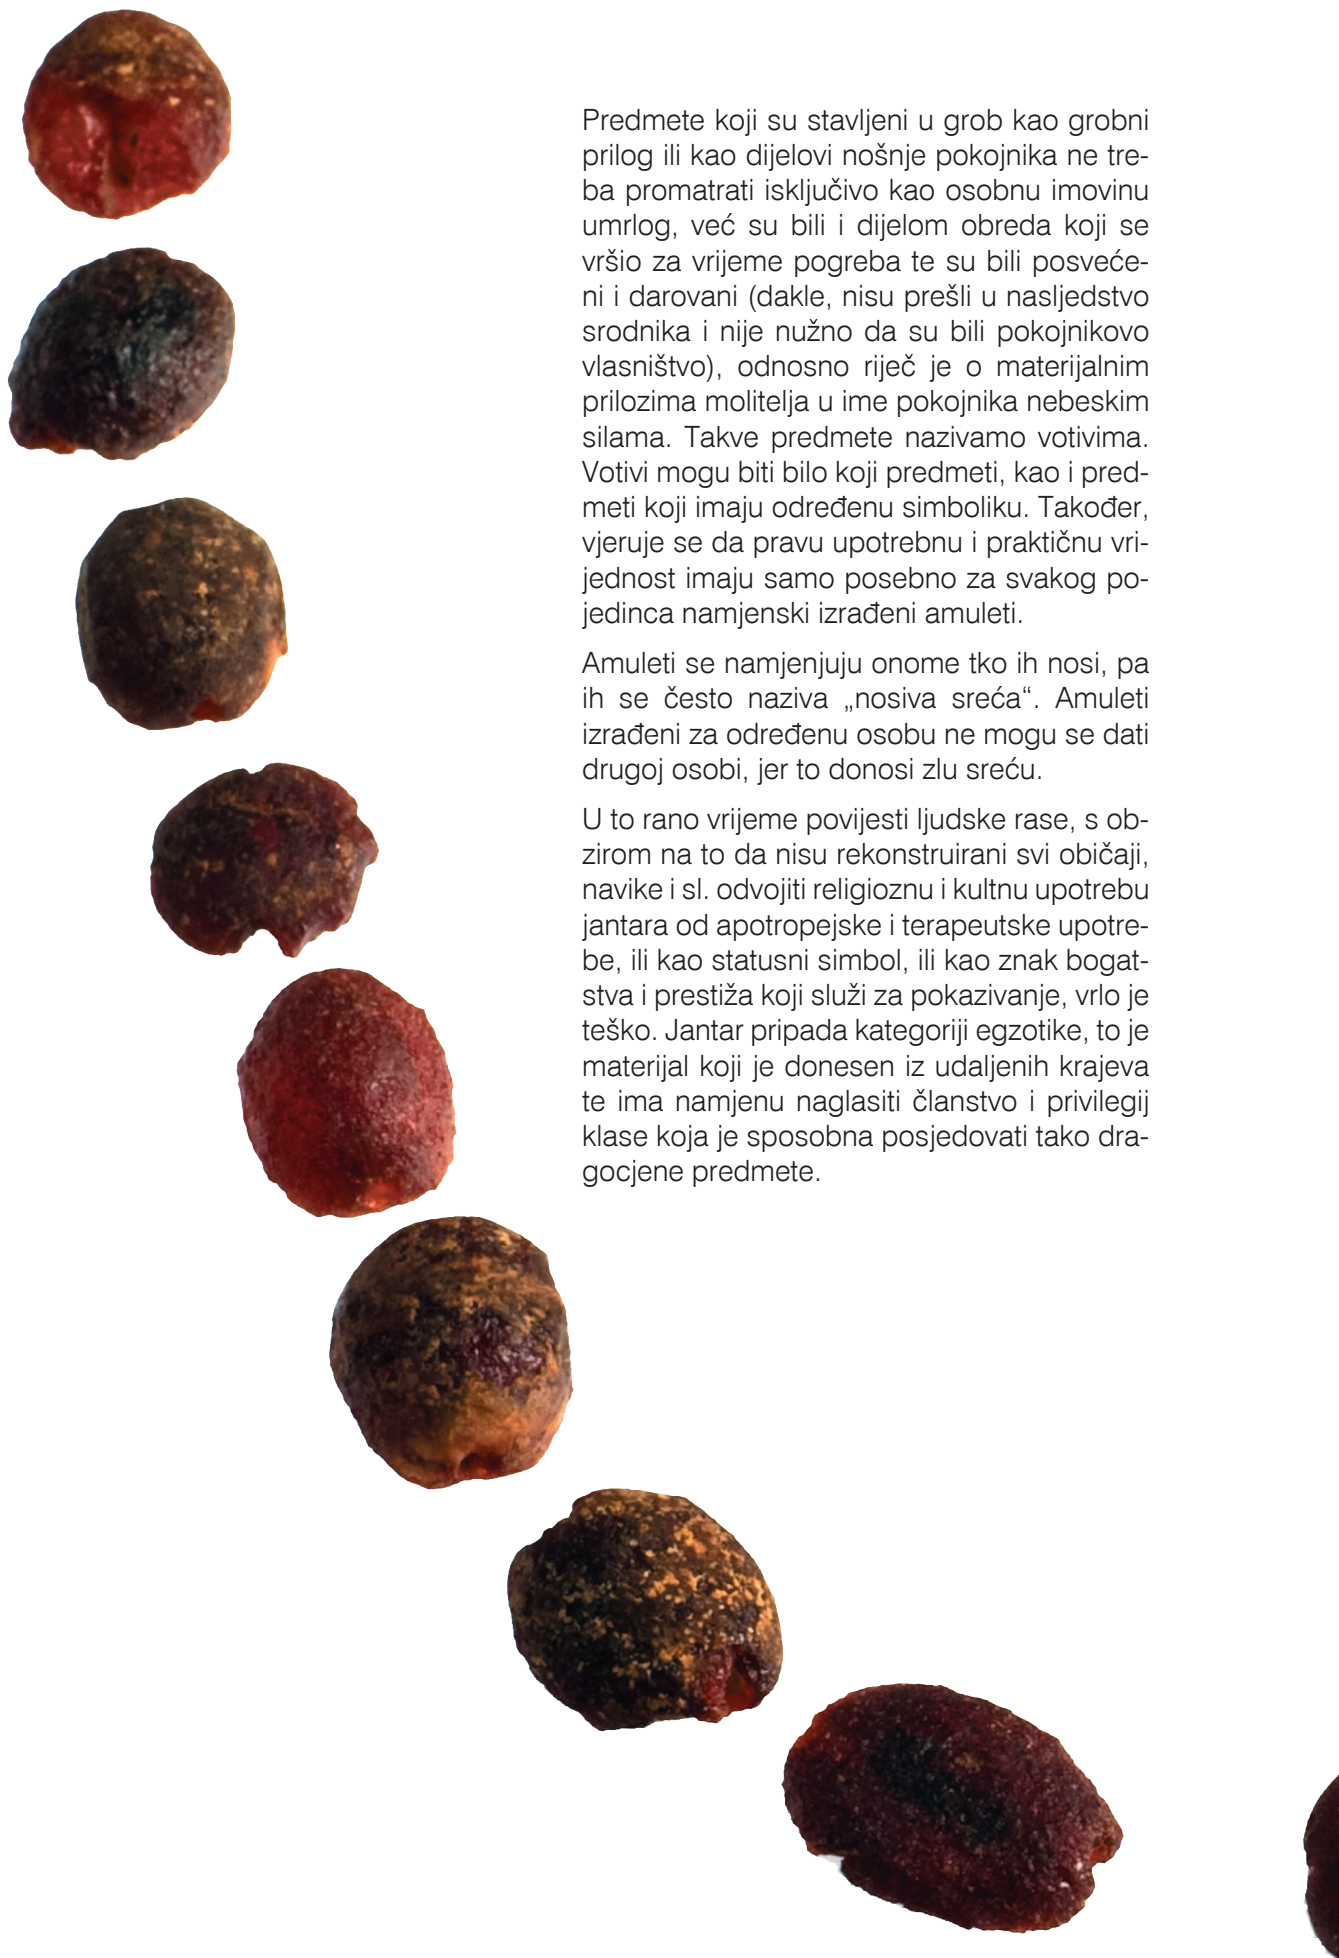 Predmete koji su stavljeni u grob kao grobni
prilog ili kao dijelovi nošnje pokojnika ne tre-
ba promatrati isključivo kao osobnu imovinu
umrlog, već su bili i dijelom obreda koji se
vršio za vrijeme pogreba te su bili posveće-
ni i darovani (dakle, nisu prešli u nasljedstvo
srodnika i nije nužno da su bili pokojnikovo
vlasništvo), odnosno riječ je o materijalnim
prilozima molitelja u ime pokojnika nebeskim
silama. Takve predmete nazivamo votivima.
Votivi mogu biti bilo koji predmeti, kao i pred-
meti koji imaju određenu simboliku. Također,
vjeruje se da pravu upotrebnu i praktičnu vri-
jednost imaju samo posebno za svakog po-
jedinca namjenski izrađeni amuleti.
Amuleti se namjenjuju onome tko ih nosi, pa
ih se često naziva „nosiva sreća“. Amuleti
izrađeni za određenu osobu ne mogu se dati
drugoj osobi, jer to donosi zlu sreću.
U to rano vrijeme povijesti ljudske rase, s ob-
zirom na to da nisu rekonstruirani svi običaji,
navike i sl. odvojiti religioznu i kultnu upotrebu
jantara od apotropejske i terapeutske upotre-
be, ili kao statusni simbol, ili kao znak bogat-
stva i prestiža koji služi za pokazivanje, vrlo je
teško. Jantar pripada kategoriji egzotike, to je
materijal koji je donesen iz udaljenih krajeva
te ima namjenu naglasiti članstvo i privilegij
klase koja je sposobna posjedovati tako dra-
gocjene predmete.